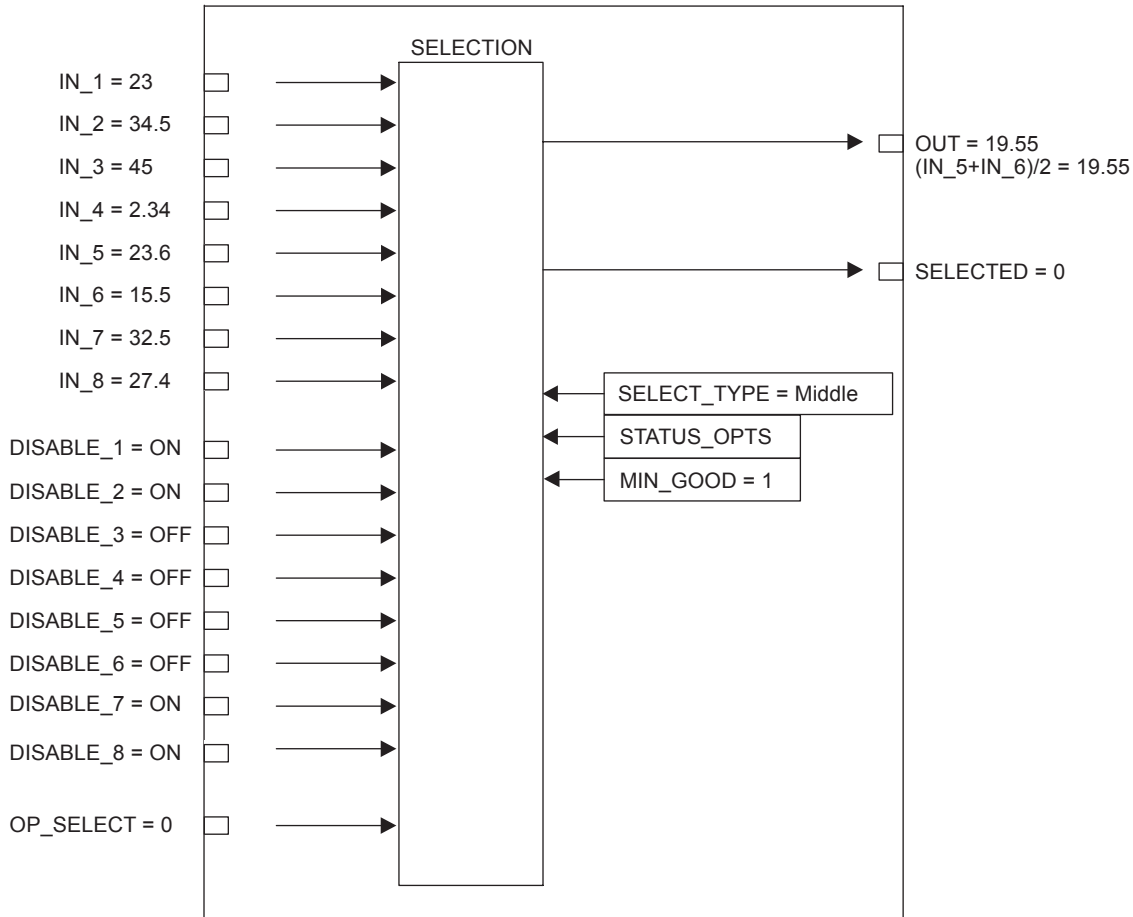 SELECTION
IN_1 = 23
IN_2 = 34.5
IN_3 = 45
IN_4 = 2.34
IN_5 = 23.6
IN_6 = 15.5
IN_7 = 32.5
IN_8 = 27.4
DISABLE_1 = ON
DISABLE_2 = ON
DISABLE_3 = OFF
DISABLE_4 = OFF
DISABLE_5 = OFF
DISABLE_6 = OFF
DISABLE_7 = ON
DISABLE_8 = ON
OP_SELECT = 0
OUT = 19.55
(IN_5+IN_6)/2 = 19.55
SELECTED = 0
SELECT_TYPE = Middle
STATUS_OPTS
MIN_GOOD = 1